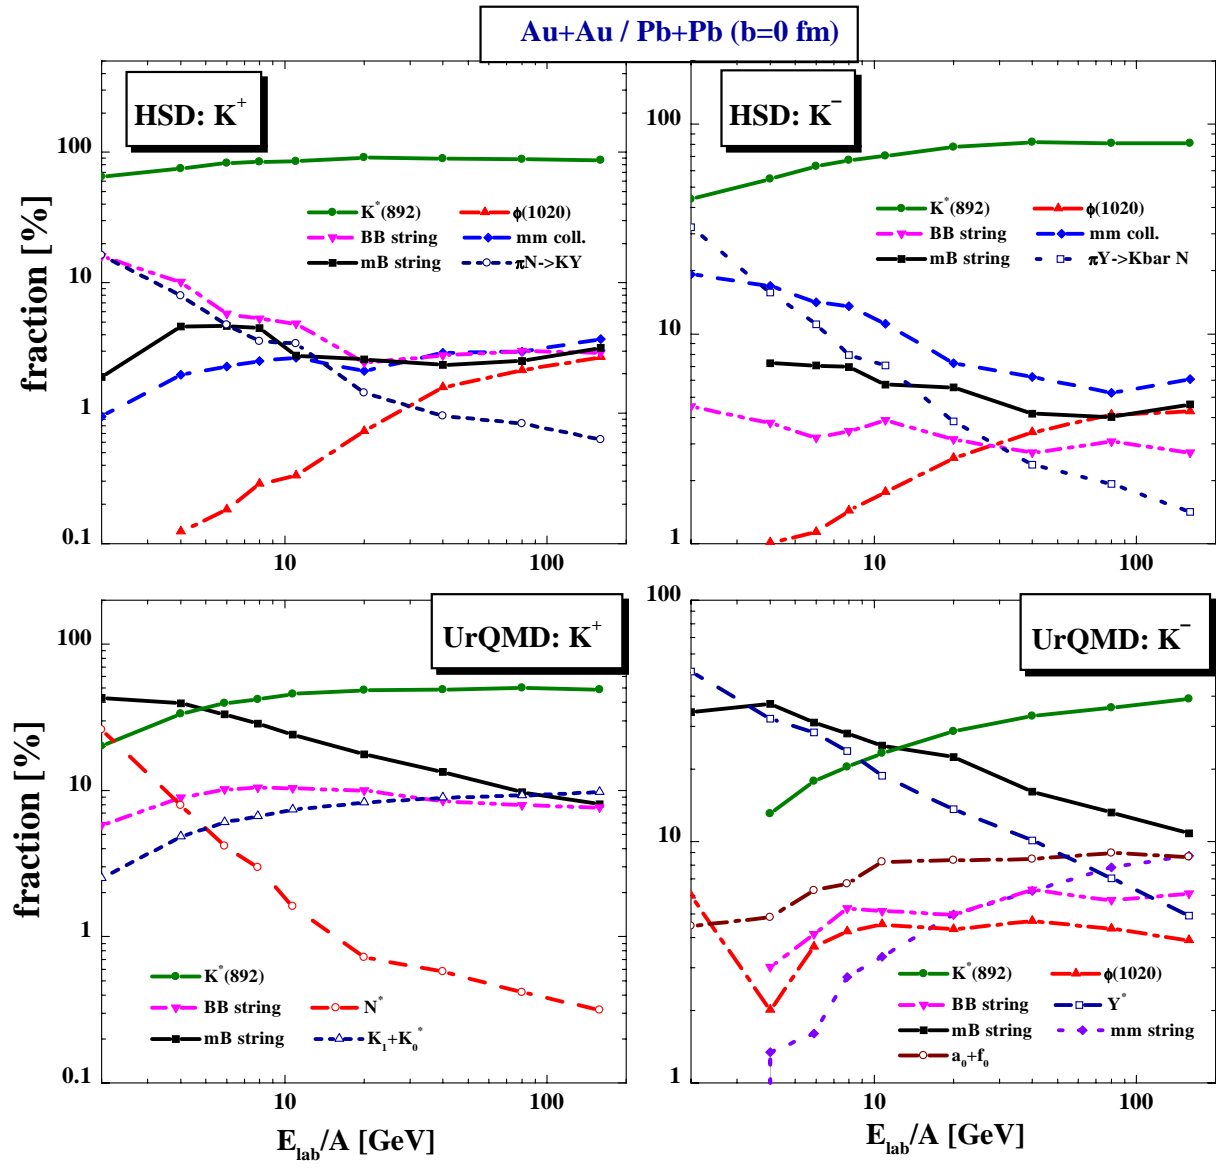 Au+Au / Pb+Pb (b=0 fm)
HSD: K⁺
fraction [%]
100
10
1
0.1
K*(892)
ϕ(1020)
BB string
mm coll.
mB string
πN->KY
10
100
HSD: K⁻
100
10
1
K*(892)
ϕ(1020)
BB string
mm coll.
mB string
πY->Kbar N
10
100
UrQMD: K⁺
fraction [%]
100
10
1
0.1
K*(892)
BB string
N*
mB string
K₁+K₀*
10
100
E_lab/A [GeV]
UrQMD: K⁻
100
10
1
K*(892)
ϕ(1020)
BB string
Y*
mB string
mm string
a₀+f₀
10
100
E_lab/A [GeV]